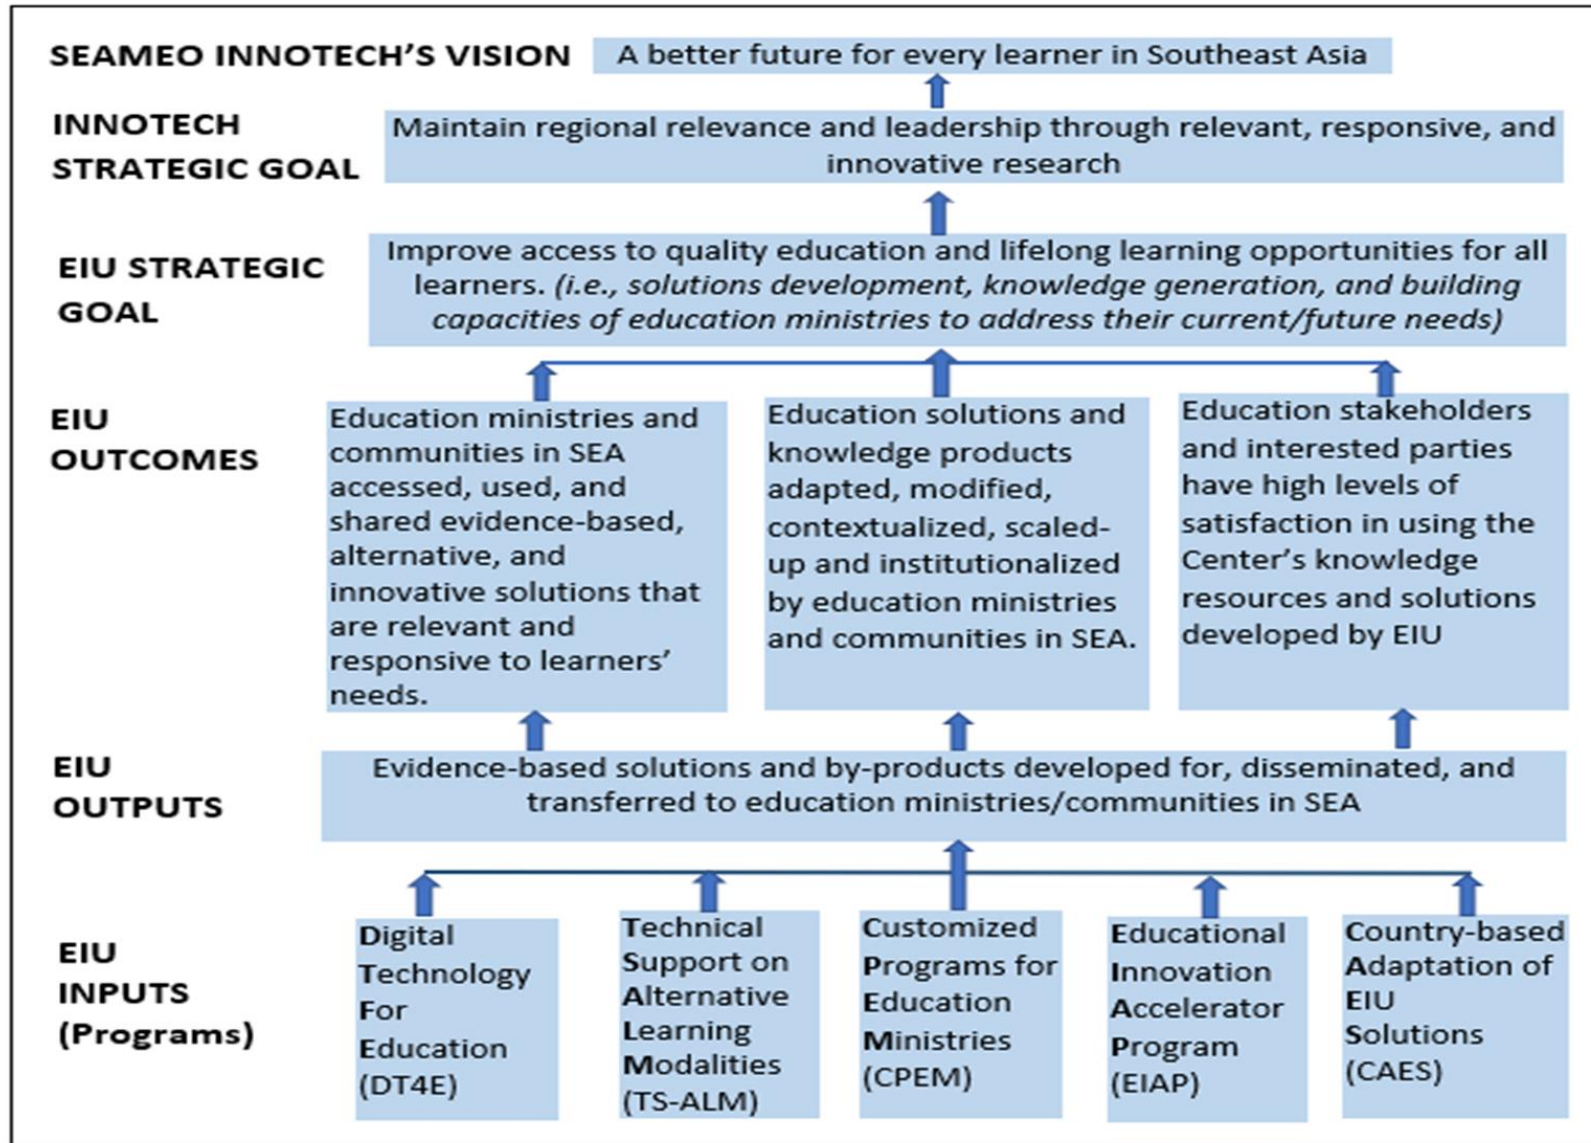 SEAMEO INNOTECH'S VISION
A better future for every learner in Southeast Asia
INNOTECH
STRATEGIC GOAL
Maintain regional relevance and leadership through relevant, responsive, and
innovative research
EIU STRATEGIC
GOAL
Improve access to quality education and lifelong learning opportunities for all
learners. (i.e., solutions development, knowledge generation, and building
capacities of education ministries to address their current/future needs)
EIU
OUTCOMES
Education ministries and
communities in SEA
accessed, used, and
shared evidence-based,
alternative, and
innovative solutions that
are relevant and
responsive to learners'
needs.
Education solutions and
knowledge products
adapted, modified,
contextualized, scaled-
up and institutionalized
by education ministries
and communities in SEA.
Education stakeholders
and interested parties
have high levels of
satisfaction in using the
Center's knowledge
resources and solutions
developed by EIU
EIU
OUTPUTS
Evidence-based solutions and by-products developed for, disseminated, and
transferred to education ministries/communities in SEA
EIU
INPUTS
(Programs)
Digital
Technology
For
Education
(DT4E)
Technical
Support on
Alternative
Learning
Modalities
(TS-ALM)
Customized
Programs for
Education
Ministries
(CPEM)
Educational
Innovation
Accelerator
Program
(EIAP)
Country-based
Adaptation of
EIU
Solutions
(CAES)